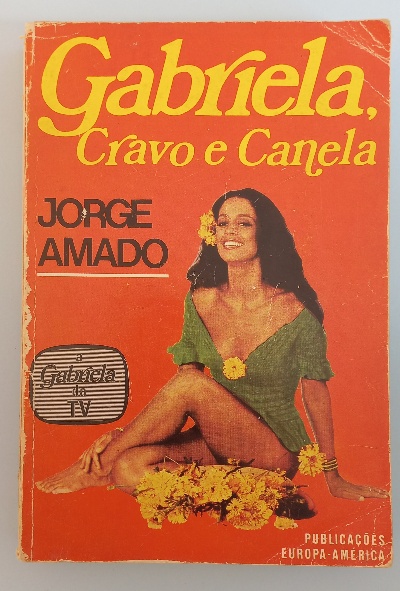 Gabriela,
Cravo e Canela
JORGE
AMADO
a
Gabriela
da
TV
PUBLICAÇÕES
EUROPA-AMÉRICA